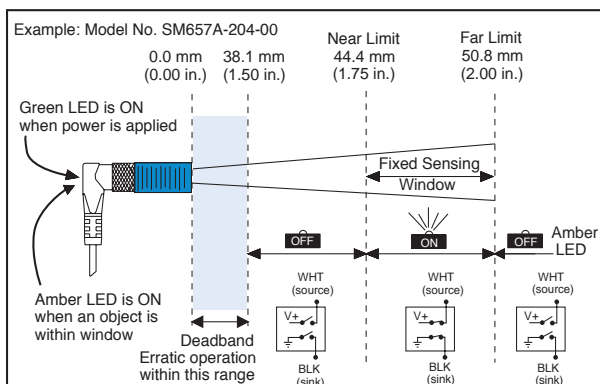 Example: Model No. SM657A-204-00
0.0 mm
(0.00 in.)
38.1 mm
(1.50 in.)
Near Limit
44.4 mm
(1.75 in.)
Far Limit
50.8 mm
(2.00 in.)
Green LED is ON
when power is applied
Fixed Sensing
Window
OFF
ON
OFF
Amber
LED
Amber LED is ON
when an object is
within window
Deadband
Erratic operation
within this range
WHT
(source)
V+
BLK
(sink)
WHT
(source)
V+
BLK
(sink)
WHT
(source)
V+
BLK
(sink)